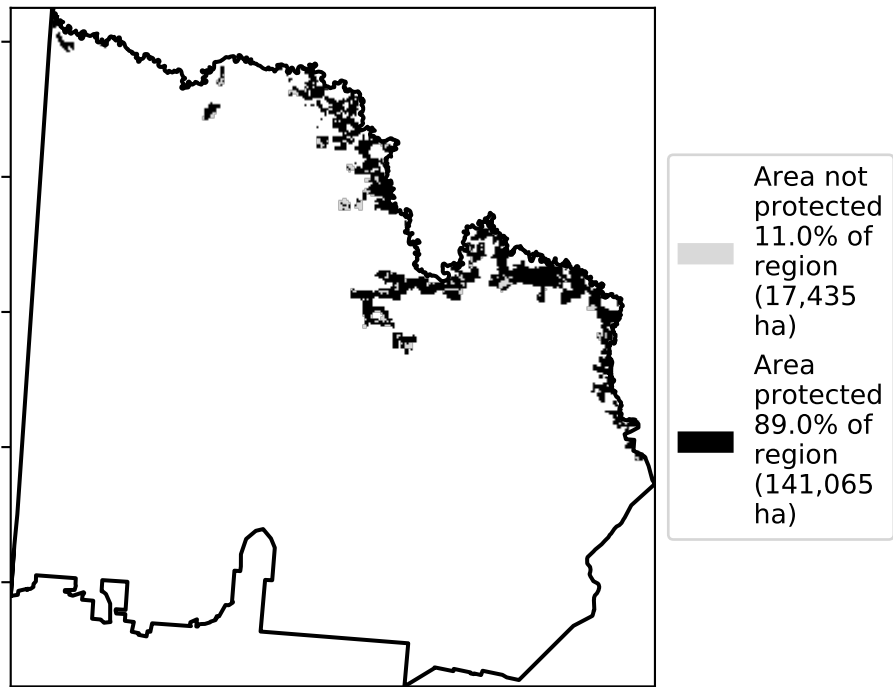 Area not
protected
11.0% of
region
(17,435
ha)
Area
protected
89.0% of
region
(141,065
ha)